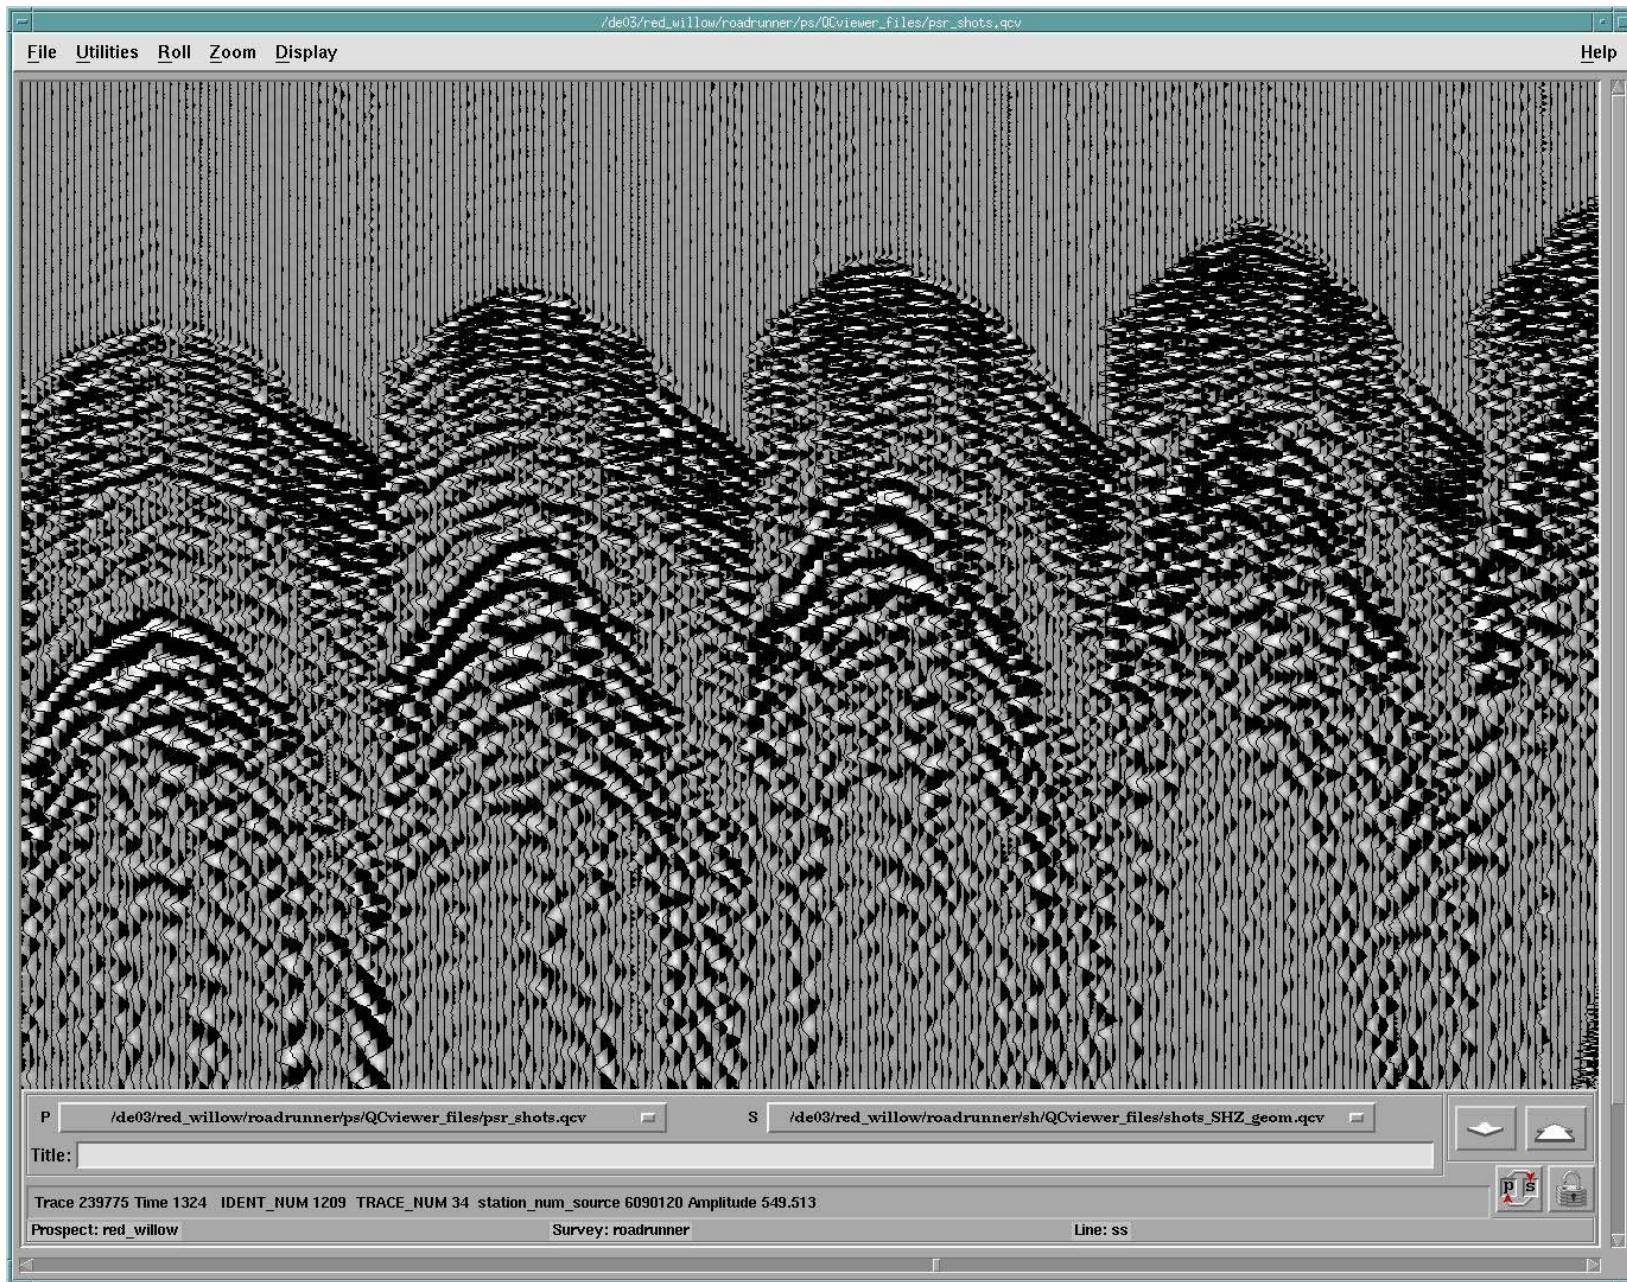 /de03/red_willow/roadrunner/ps/QCviewer_files/psr_shots.qcv
File Utilities Roll Zoom Display Help
P /de03/red_willow/roadrunner/ps/QCviewer_files/psr_shots.qcv S /de03/red_willow/roadrunner/sh/QCviewer_files/shots_SHZ_geom.qcv
Title:
p s
Trace 239775 Time 1324 IDENT_NUM 1209 TRACE_NUM 34 station_num_source 6090120 Amplitude 549.513
Prospect: red_willow Survey: roadrunner Line: ss